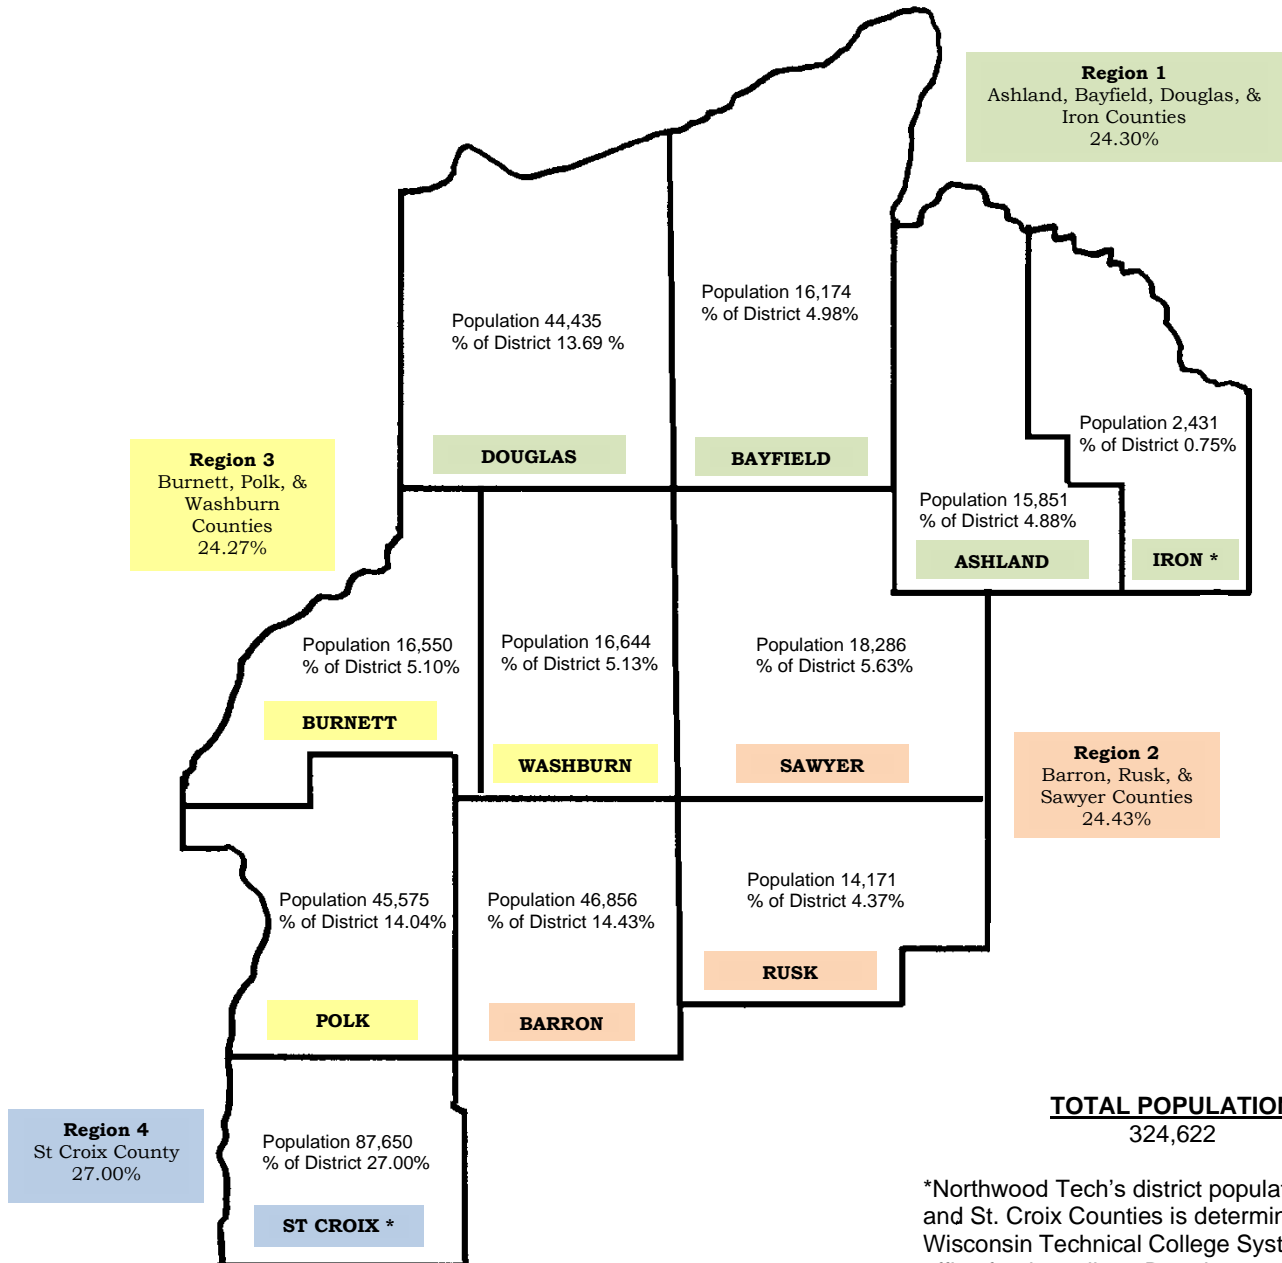 Region 1
Ashland, Bayfield, Douglas, &
Iron Counties
24.30%
Population 16,174
% of District 4.98%
Population 44,435
% of District 13.69 %
Population 2,431
% of District 0.75%
DOUGLAS
BAYFIELD
Region 3
Burnett, Polk, &
Washburn
Counties
24.27%
Population 15,851
% of District 4.88%
ASHLAND
IRON *
Population 16,550
% of District 5.10%
Population 16,644
% of District 5.13%
Population 18,286
% of District 5.63%
BURNETT
WASHBURN
SAWYER
Region 2
Barron, Rusk, &
Sawyer Counties
24.43%
Population 45,575
% of District 14.04%
Population 46,856
% of District 14.43%
Population 14,171
% of District 4.37%
RUSK
POLK
BARRON
Region 4
St Croix County
27.00%
Population 87,650
% of District 27.00%
ST CROIX *
TOTAL POPULATION
324,622
*Northwood Tech's district
and St. Croix Counties is
Wisconsin Technical College